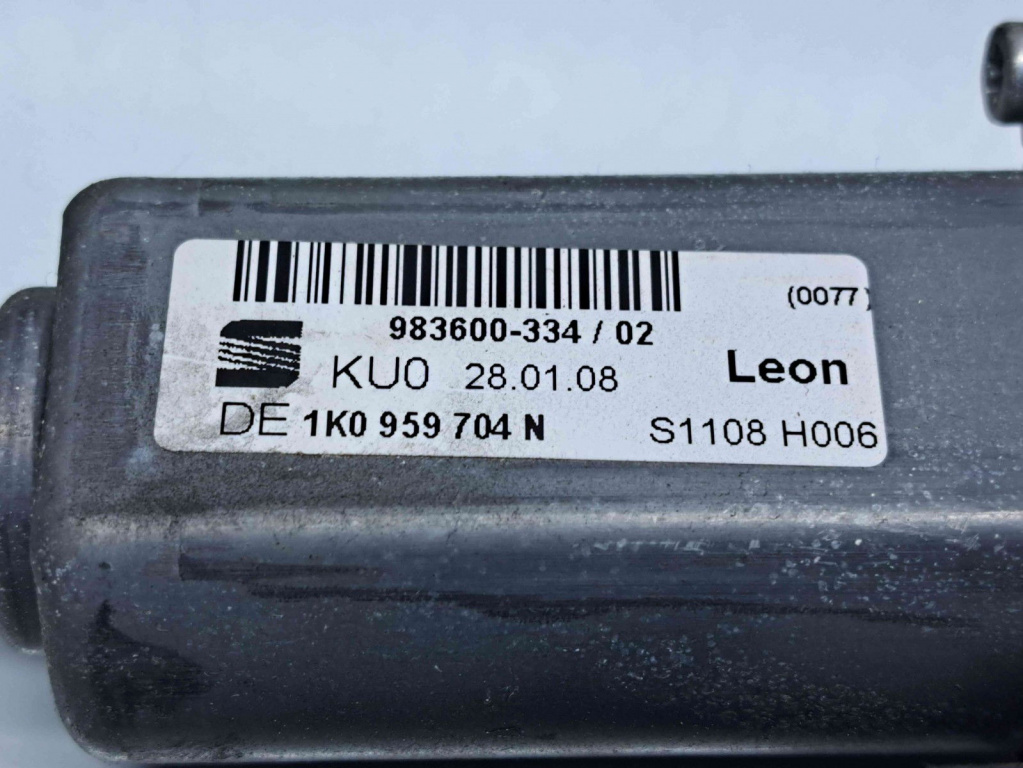 (0077)
983600-334 / 02
KU0 28.01.08 Leon
DE 1K0 959 704 N S1108 H006